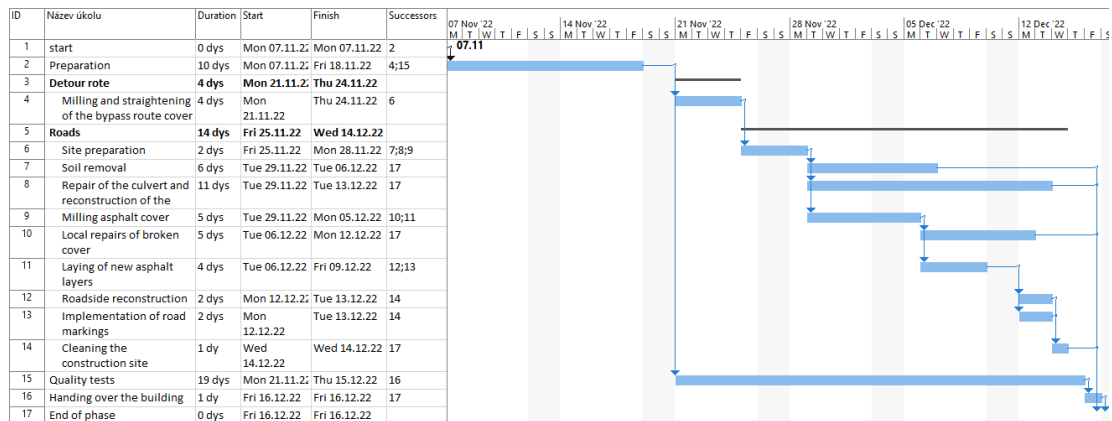 ID Název úkolu Duration Start Finish Successors 07 Nov '22 14 Nov '22 21 Nov '22 28 Nov '22 05 Dec '22 12 Dec '22
M T W T F S S M T W T F S S M T W T F S S M T W T F S S M T W T F S S M T W T F S
1 start 0 dys Mon 07.11.22 Mon 07.11.22 2 07.11
2 Preparation 10 dys Mon 07.11.22 Fri 18.11.22 4;15
3 Detour rote 4 dys Mon 21.11.22 Thu 24.11.22
4 Milling and straightening 4 dys Mon Thu 24.11.22 6
of the bypass route cover 21.11.22
5 Roads 14 dys Fri 25.11.22 Wed 14.12.22
6 Site preparation 2 dys Fri 25.11.22 Mon 28.11.22 7;8;9
7 Soil removal 6 dys Tue 29.11.22 Tue 06.12.22 17
8 Repair of the culvert and 11 dys Tue 29.11.22 Tue 13.12.22 17
reconstruction of the
9 Milling asphalt cover 5 dys Tue 29.11.22 Mon 05.12.22 10;11
10 Local repairs of broken 5 dys Tue 06.12.22 Mon 12.12.22 17
cover
11 Laying of new asphalt 4 dys Tue 06.12.22 Fri 09.12.22 12;13
layers
12 Roadside reconstruction 2 dys Mon 12.12.22 Tue 13.12.22 14
13 Implementation of road 2 dys Mon Tue 13.12.22 14
markings 12.12.22
14 Cleaning the 1 dy Wed Wed 14.12.22 17
construction site 14.12.22
15 Quality tests 19 dys Mon 21.11.22 Thu 15.12.22 16
16 Handing over the building 1 dy Fri 16.12.22 Fri 16.12.22 17
17 End of phase 0 dys Fri 16.12.22 Fri 16.12.22